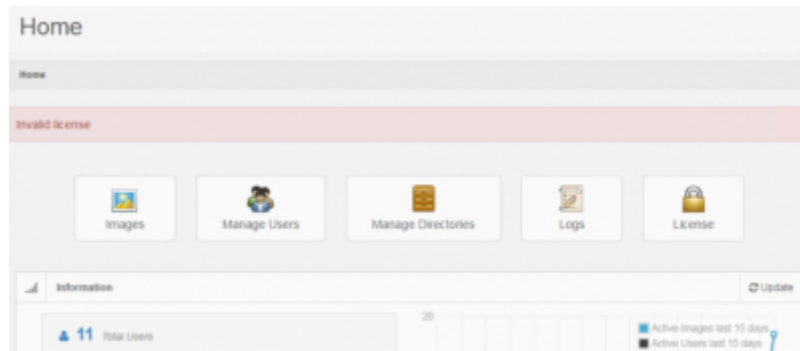 Home
Home
Invalid license
Images Manage Users Manage Directories Logs License
Information Update
20
11 Total Users
Active Images last 15 days
Active Users last 15 days